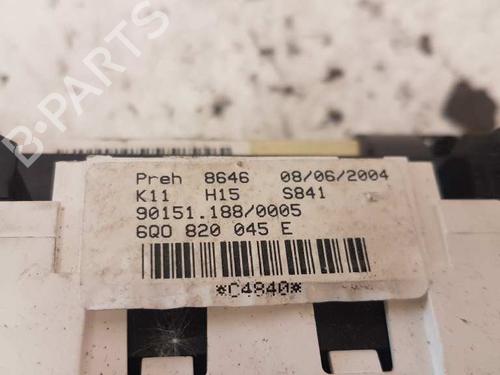 B-PARTS
Preh 8646 08/06/2004
K11 H15 S841
90151.188/0005
6Q0 820 045 E
*C4840*